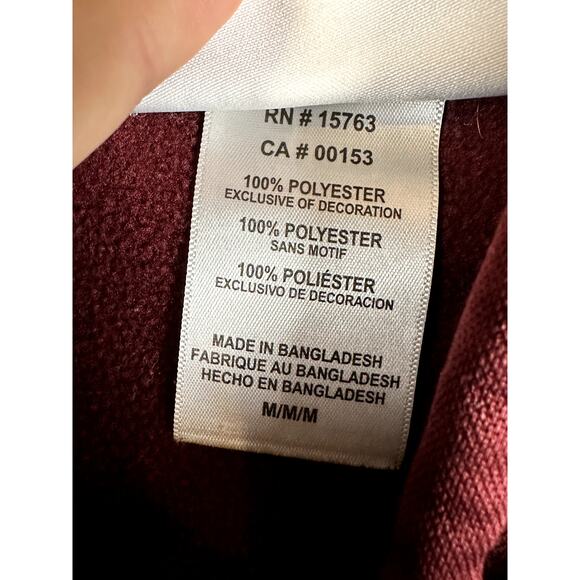 RN # 15763
CA # 00153
100% POLYESTER
EXCLUSIVE OF DECORATION
100% POLYESTER
SANS MOTIF
100% POLIÉSTER
EXCLUSIVO DE DECORACION
MADE IN BANGLADESH
FABRIQUE AU BANGLADESH
HECHO EN BANGLADESH
M/M/M